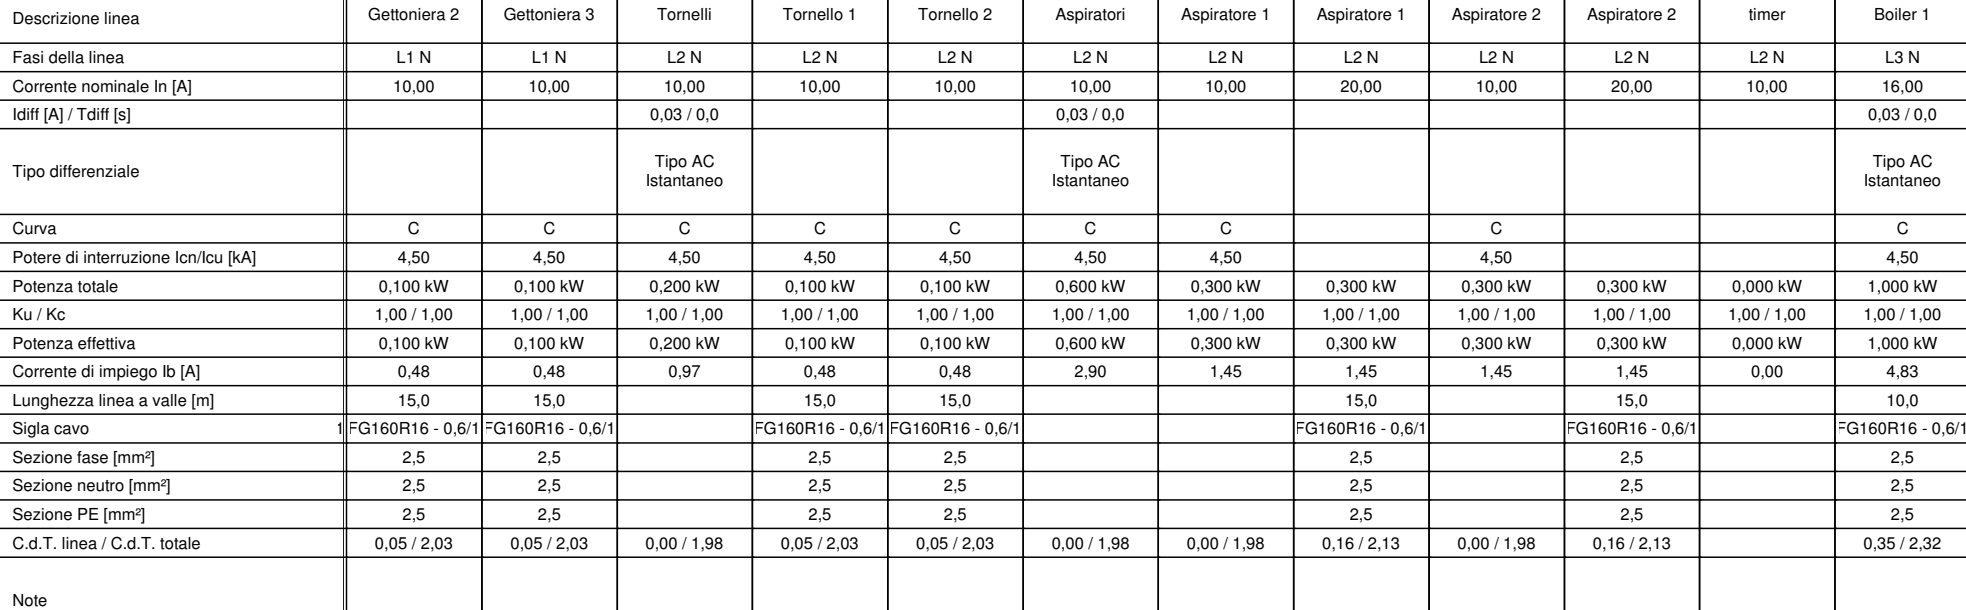 Descrizione linea Gettoniera 2 Gettoniera 3 Tornelli Tornello 1 Tornello 2 Aspiratori Aspiratore 1 Aspiratore 1 Aspiratore 2 Aspiratore 2 timer Boiler 1
Fasi della linea L1 N L1 N L2 N L2 N L2 N L2 N L2 N L2 N L2 N L2 N L2 N L3 N
Corrente nominale In [A] 10,00 10,00 10,00 10,00 10,00 10,00 10,00 20,00 10,00 20,00 10,00 16,00
Idiff [A] / Tdiff [s] 0,03 / 0,0 0,03 / 0,0 0,03 / 0,0
Tipo differenziale Tipo AC Istantaneo Tipo AC Istantaneo Tipo AC Istantaneo
Curva C C C C C C C C C
Potere di interruzione Icn/Icu [kA] 4,50 4,50 4,50 4,50 4,50 4,50 4,50 4,50 4,50
Potenza totale 0,100 kW 0,100 kW 0,200 kW 0,100 kW 0,100 kW 0,600 kW 0,300 kW 0,300 kW 0,300 kW 0,300 kW 0,000 kW 1,000 kW
Ku / Kc 1,00 / 1,00 1,00 / 1,00 1,00 / 1,00 1,00 / 1,00 1,00 / 1,00 1,00 / 1,00 1,00 / 1,00 1,00 / 1,00 1,00 / 1,00 1,00 / 1,00 1,00 / 1,00 1,00 / 1,00
Potenza effettiva 0,100 kW 0,100 kW 0,200 kW 0,100 kW 0,100 kW 0,600 kW 0,300 kW 0,300 kW 0,300 kW 0,300 kW 0,000 kW 1,000 kW
Corrente di impiego Ib [A] 0,48 0,48 0,97 0,48 0,48 2,90 1,45 1,45 1,45 1,45 0,00 4,83
Lunghezza linea a valle [m] 15,0 15,0 15,0 15,0 15,0 15,0 10,0
Sigla cavo 1 FG160R16 - 0,6/1 FG160R16 - 0,6/1 FG160R16 - 0,6/1 FG160R16 - 0,6/1 FG160R16 - 0,6/1 FG160R16 - 0,6/1 FG160R16 - 0,6/1
Sezione fase [mm²] 2,5 2,5 2,5 2,5 2,5 2,5 2,5
Sezione neutro [mm²] 2,5 2,5 2,5 2,5 2,5 2,5 2,5
Sezione PE [mm²] 2,5 2,5 2,5 2,5 2,5 2,5 2,5
C.d.T. linea / C.d.T. totale 0,05 / 2,03 0,05 / 2,03 0,00 / 1,98 0,05 / 2,03 0,05 / 2,03 0,00 / 1,98 0,00 / 1,98 0,16 / 2,13 0,00 / 1,98 0,16 / 2,13 0,35 / 2,32
Note